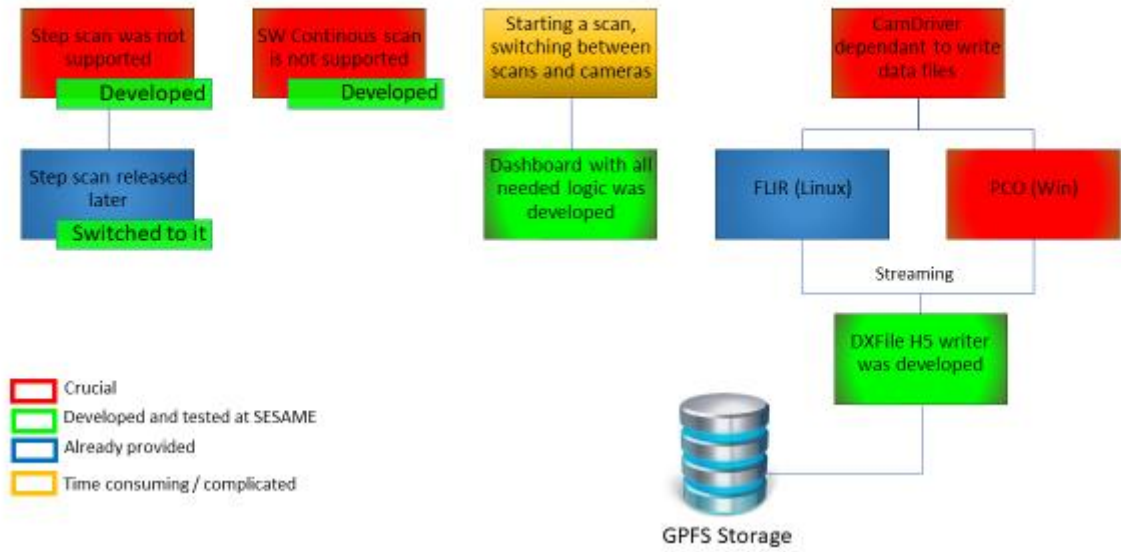 Step scan was not
supported
Developed
SW Continous scan
is not supported
Developed
Starting a scan,
switching between
scans and cameras
CamDriver
dependant to write
data files
Step scan released
later
Switched to it
Dashboard with all
needed logic was
developed
FLIR (Linux)
PCO (Win)
Streaming
DXFile H5 writer
was developed
Crucial
Developed and tested at SESAME
Already provided
Time consuming / complicated
GPFS Storage